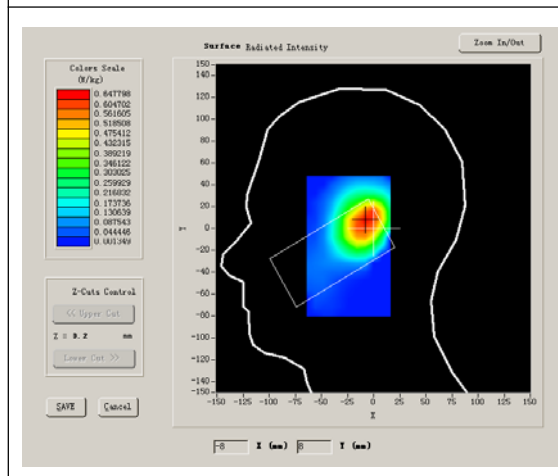 Surface Radiated Intensity
Zoom In/Out
Colors Scale
(W/kg)
0.647798
0.604702
0.561605
0.518508
0.475412
0.432315
0.389219
0.346122
0.303025
0.259929
0.216832
0.173736
0.130639
0.087543
0.044446
0.001349
Z-Cuts Control
<< Upper Cut
Z = 0.2 mm
Lower Cut >>
SAVE Cancel
150
120
100
80
60
40
20
0
-20
-40
-60
-80
-100
-120
-140
-150
Y
-150 -125 -100 -75 -50 -25 0 25 50 75 100 125 150
X
-8 X (mm) 8 Y (mm)